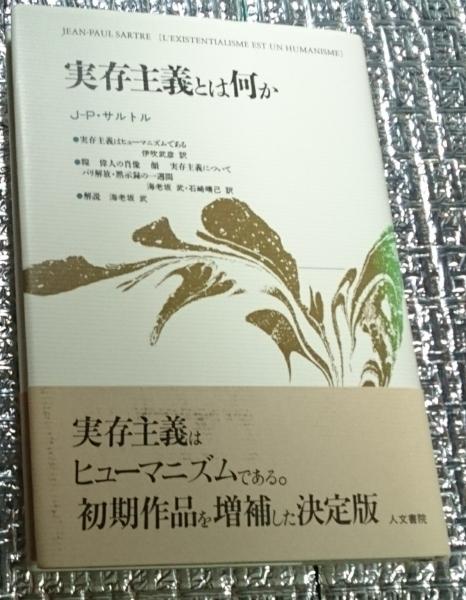 JEAN-PAUL SARTRE [L'EXISTENTIALISME EST UN HUMANISME]
実存主義とは何か
J-P・サルトル
●実存主義はヒューマニズムである
伊吹武彦 訳
●糧 偉人の肖像 顔 実存主義について
パリ解放・黙示録の一週間
海老坂 武・石崎晴己 訳
●解説 海老坂 武
実存主義は
ヒューマニズムである。
初期作品を増補した決定版 人文書院